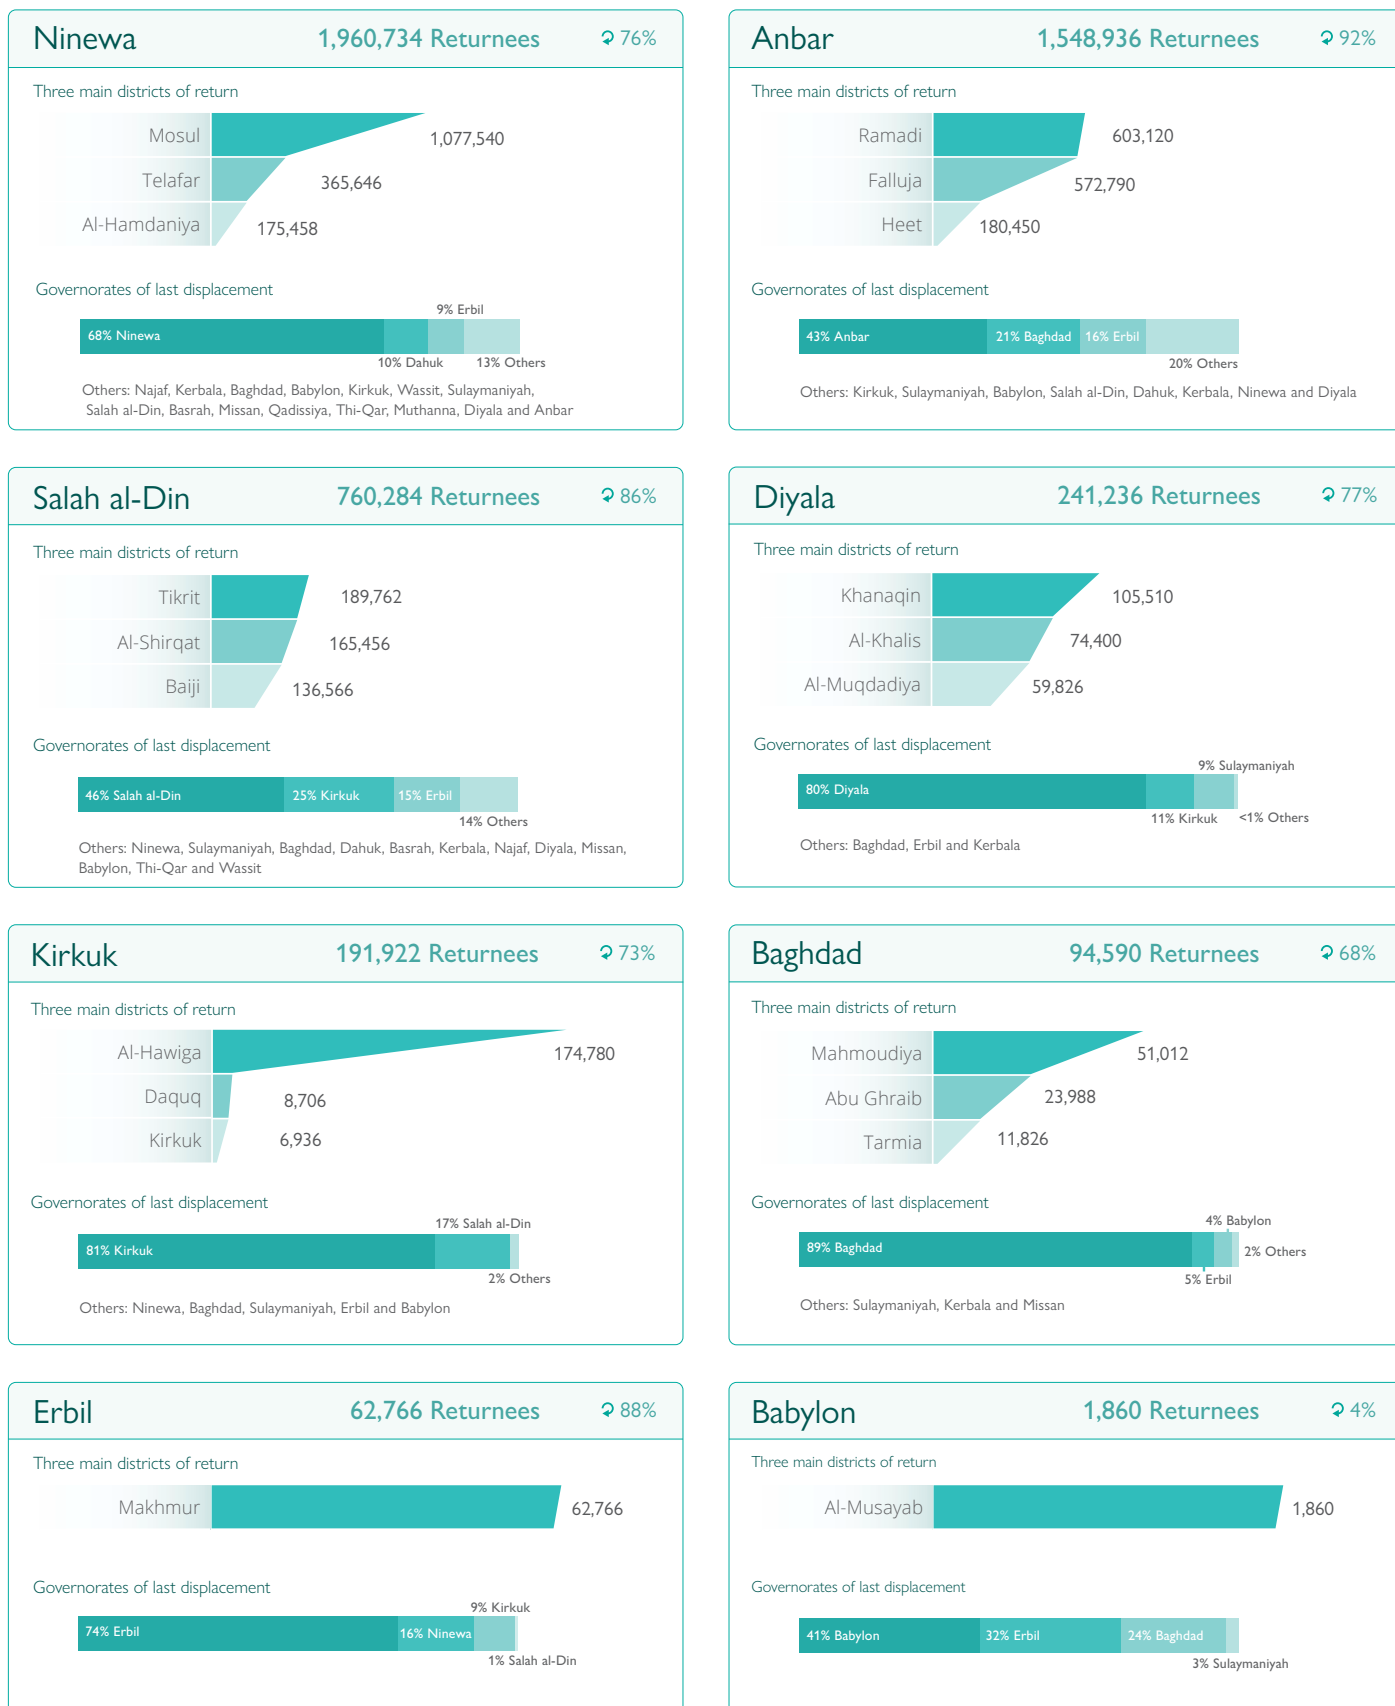 Ninewa 1,960,734 Returnees 76%
Three main districts of return
Mosul 1,077,540
Telafar 365,646
Al-Hamdaniya 175,458
Governorates of last displacement
9% Erbil
68% Ninewa
10% Dahuk 13% Others
Others: Najaf, Kerbala, Baghdad, Babylon, Kirkuk, Wassit, Sulaymaniyah,
Salah al-Din, Basrah, Missan, Qadissiya, Thi-Qar, Muthanna, Diyala and Anbar
Anbar 1,548,936 Returnees 92%
Three main districts of return
Ramadi 603,120
Falluja 572,790
Heet 180,450
Governorates of last displacement
43% Anbar 21% Baghdad 16% Erbil
20% Others
Others: Kirkuk, Sulaymaniyah, Babylon, Salah al-Din, Dahuk, Kerbala, Ninewa and Diyala
Salah al-Din 760,284 Returnees 86%
Three main districts of return
Tikrit 189,762
Al-Shirqat 165,456
Baiji 136,566
Governorates of last displacement
46% Salah al-Din 25% Kirkuk 15% Erbil
14% Others
Others: Ninewa, Sulaymaniyah, Baghdad, Dahuk, Basrah, Kerbala, Najaf, Diyala, Missan,
Babylon, Thi-Qar and Wassit
Diyala 241,236 Returnees 77%
Three main districts of return
Khanaqin 105,510
Al-Khalis 74,400
Al-Muqdadiya 59,826
Governorates of last displacement
9% Sulaymaniyah
80% Diyala
11% Kirkuk <1% Others
Others: Baghdad, Erbil and Kerbala
Kirkuk 191,922 Returnees 73%
Three main districts of return
Al-Hawiga 174,780
Daquq 8,706
Kirkuk 6,936
Governorates of last displacement
17% Salah al-Din
81% Kirkuk
2% Others
Others: Ninewa, Baghdad, Sulaymaniyah, Erbil and Babylon
Baghdad 94,590 Returnees 68%
Three main districts of return
Mahmoudiya 51,012
Abu Ghraib 23,988
Tarmia 11,826
Governorates of last displacement
4% Babylon
89% Baghdad 2% Others
5% Erbil
Others: Sulaymaniyah, Kerbala and Missan
Erbil 62,766 Returnees 88%
Three main districts of return
Makhmur 62,766
Governorates of last displacement
9% Kirkuk
74% Erbil 16% Ninewa
1% Salah al-Din
Babylon 1,860 Returnees 4%
Three main districts of return
Al-Musayab 1,860
Governorates of last displacement
41% Babylon 32% Erbil 24% Baghdad
3% Sulaymaniyah